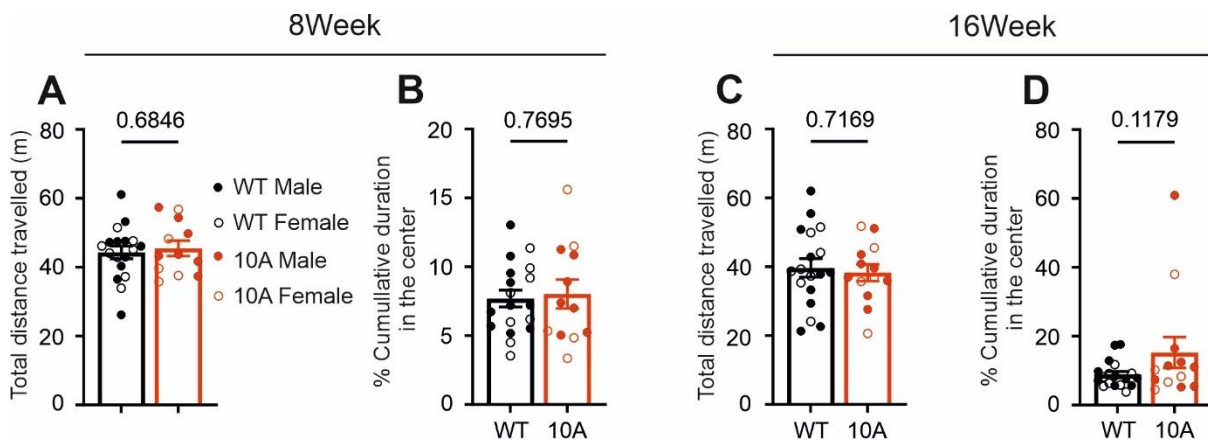 8Week
16Week
A
0.6846
Total distance travelled (m)
80
60
40
20
0
WT Male
WT Female
10A Male
10A Female
B
0.7695
% Cumullative duration
in the center
20
15
10
5
0
WT 10A
C
0.7169
Total distance travelled (m)
80
60
40
20
0
WT 10A
D
0.1179
% Cumullative duration
in the center
80
60
40
20
0
WT 10A